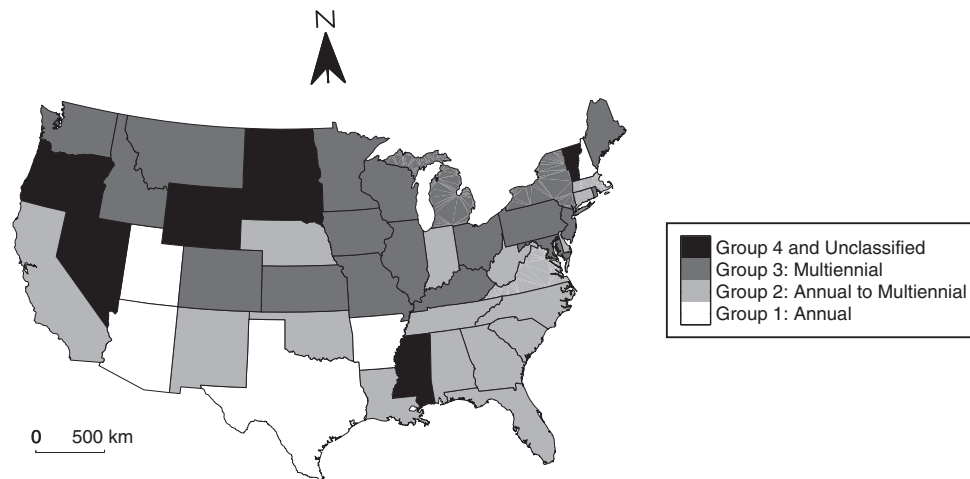 N
Group 4 and Unclassified
Group 3: Multiennial
Group 2: Annual to Multiennial
Group 1: Annual
0 500 km